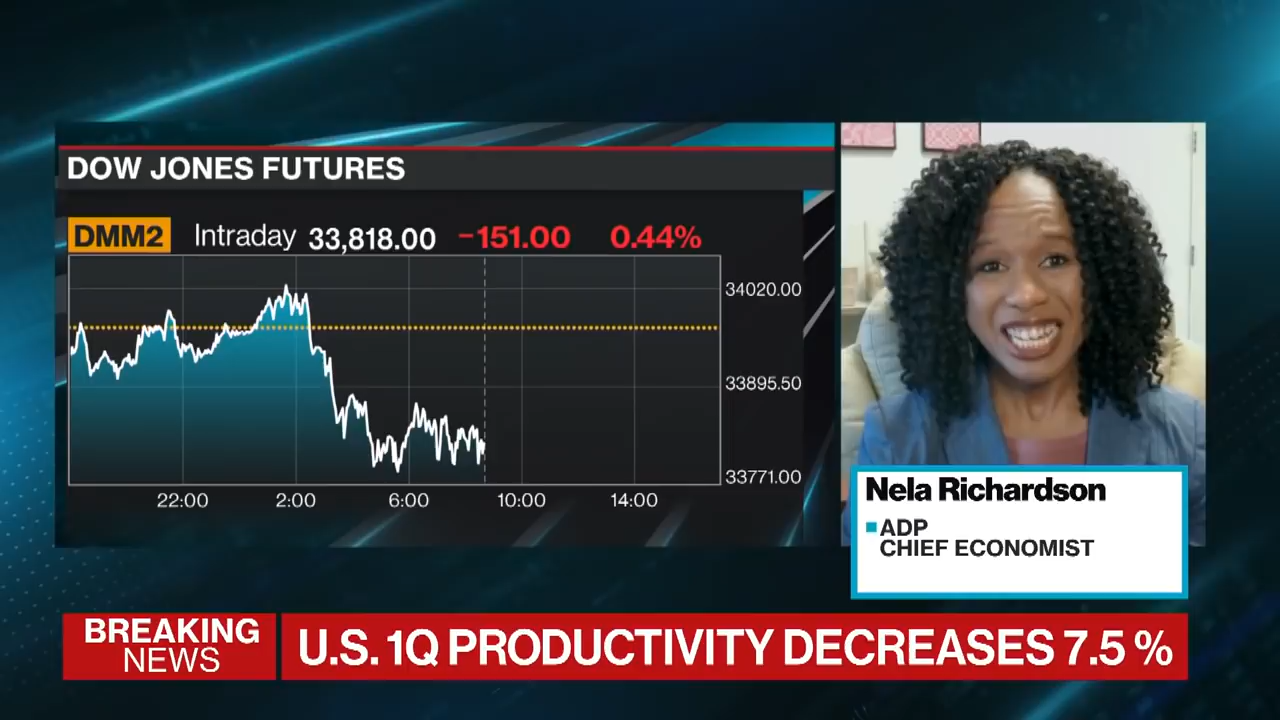 DOW JONES FUTURES
DMM2 Intraday 33,818.00 -151.00 0.44%
34020.00
33895.50
33771.00
22:00 2:00 6:00 10:00 14:00
Nela Richardson
ADP
CHIEF ECONOMIST
BREAKING
NEWS
U.S. 1Q PRODUCTIVITY DECREASES 7.5 %